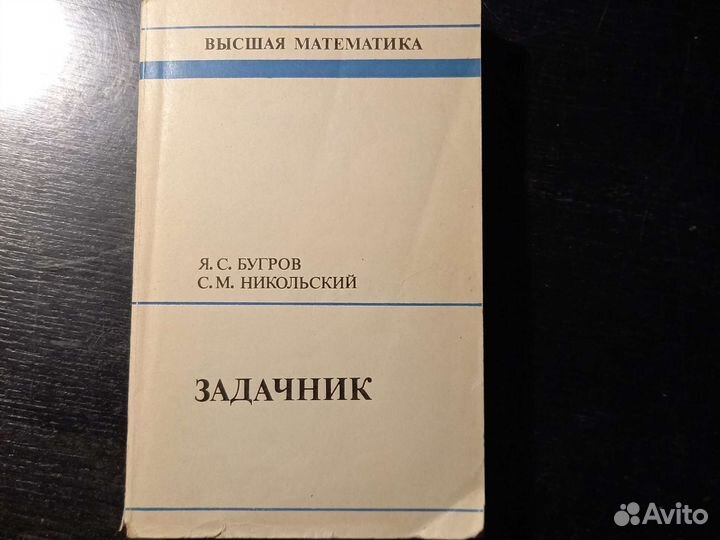 ВЫСШАЯ МАТЕМАТИКА
Я. С. БУГРОВ
С. М. НИКОЛЬСКИЙ
ЗАДАЧНИК
Avito